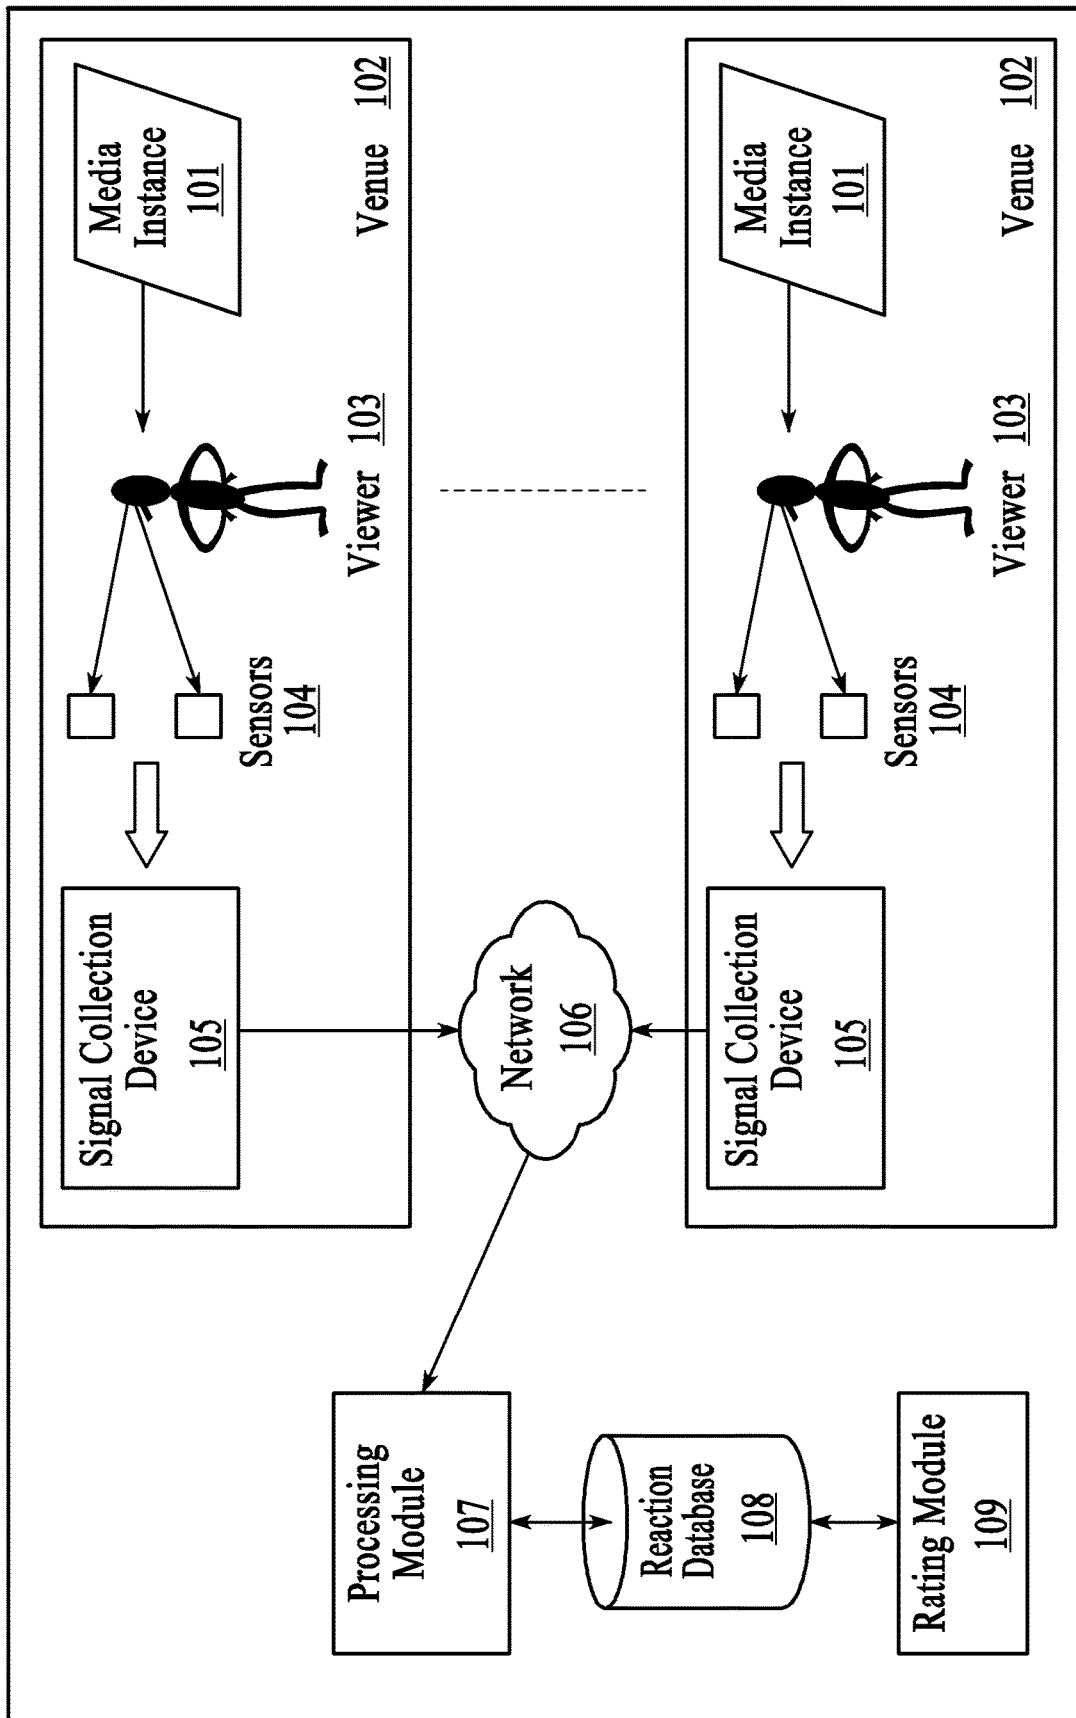 Signal Collection
Device
105
Sensors
104
Viewer 103
Media
Instance
101
Venue 102
Processing
Module
107
Network
106
Reaction
Database
108
Signal Collection
Device
105
Sensors
104
Viewer 103
Media
Instance
101
Venue 102
Rating Module
109